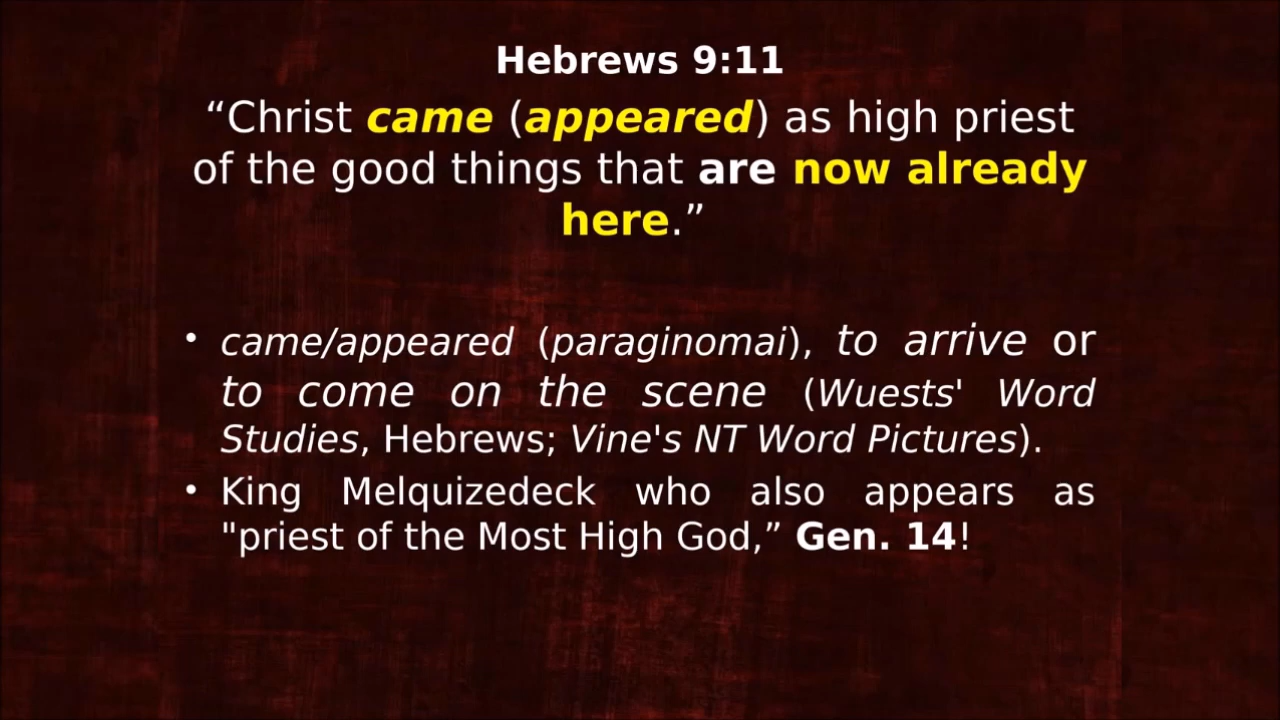 Hebrews 9:11
“Christ came (appeared) as high priest
of the good things that are now already
here.”
• came/appeared (paraginomai), to arrive or
to come on the scene (Wuests' Word
Studies, Hebrews; Vine's NT Word Pictures).
• King Melquizedeck who also appears as
"priest of the Most High God,” Gen. 14!